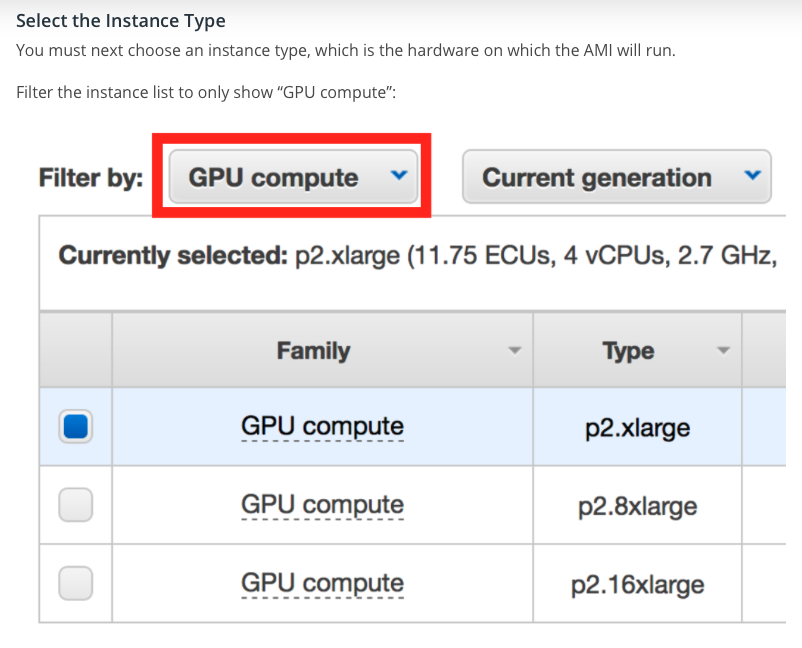 Select the Instance Type
You must next choose an instance type, which is the hardware on which the AMI will run.
Filter the instance list to only show “GPU compute”:
Filter by: GPU compute Current generation
Currently selected: p2.xlarge (11.75 ECUs, 4 vCPUs, 2.7 GHz,
Family Type
GPU compute p2.xlarge
GPU compute p2.8xlarge
GPU compute p2.16xlarge